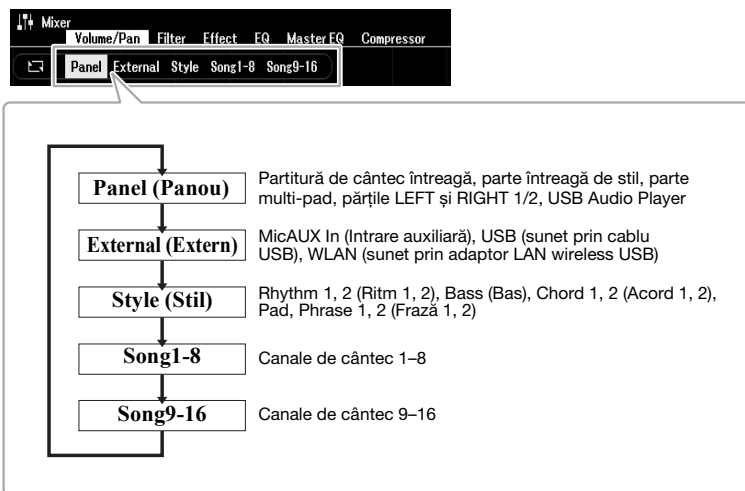 Mixer
Volume/Pan Filter Effect EQ Master EQ Compressor
Panel External Style Song1-8 Song9-16
Panel (Panou)
Partitură de cântec întreagă, parte întreagă de stil, parte
multi-pad, părțile LEFT și RIGHT 1/2, USB Audio Player
External (Extern)
MicAUX In (Intrare auxiliară), USB (sunet prin cablu
USB), WLAN (sunet prin adaptor LAN wireless USB)
Style (Stil)
Rhythm 1, 2 (Ritm 1, 2), Bass (Bas), Chord 1, 2 (Acord 1, 2),
Pad, Phrase 1, 2 (Frază 1, 2)
Song1-8
Canale de cântec 1–8
Song9-16
Canale de cântec 9–16